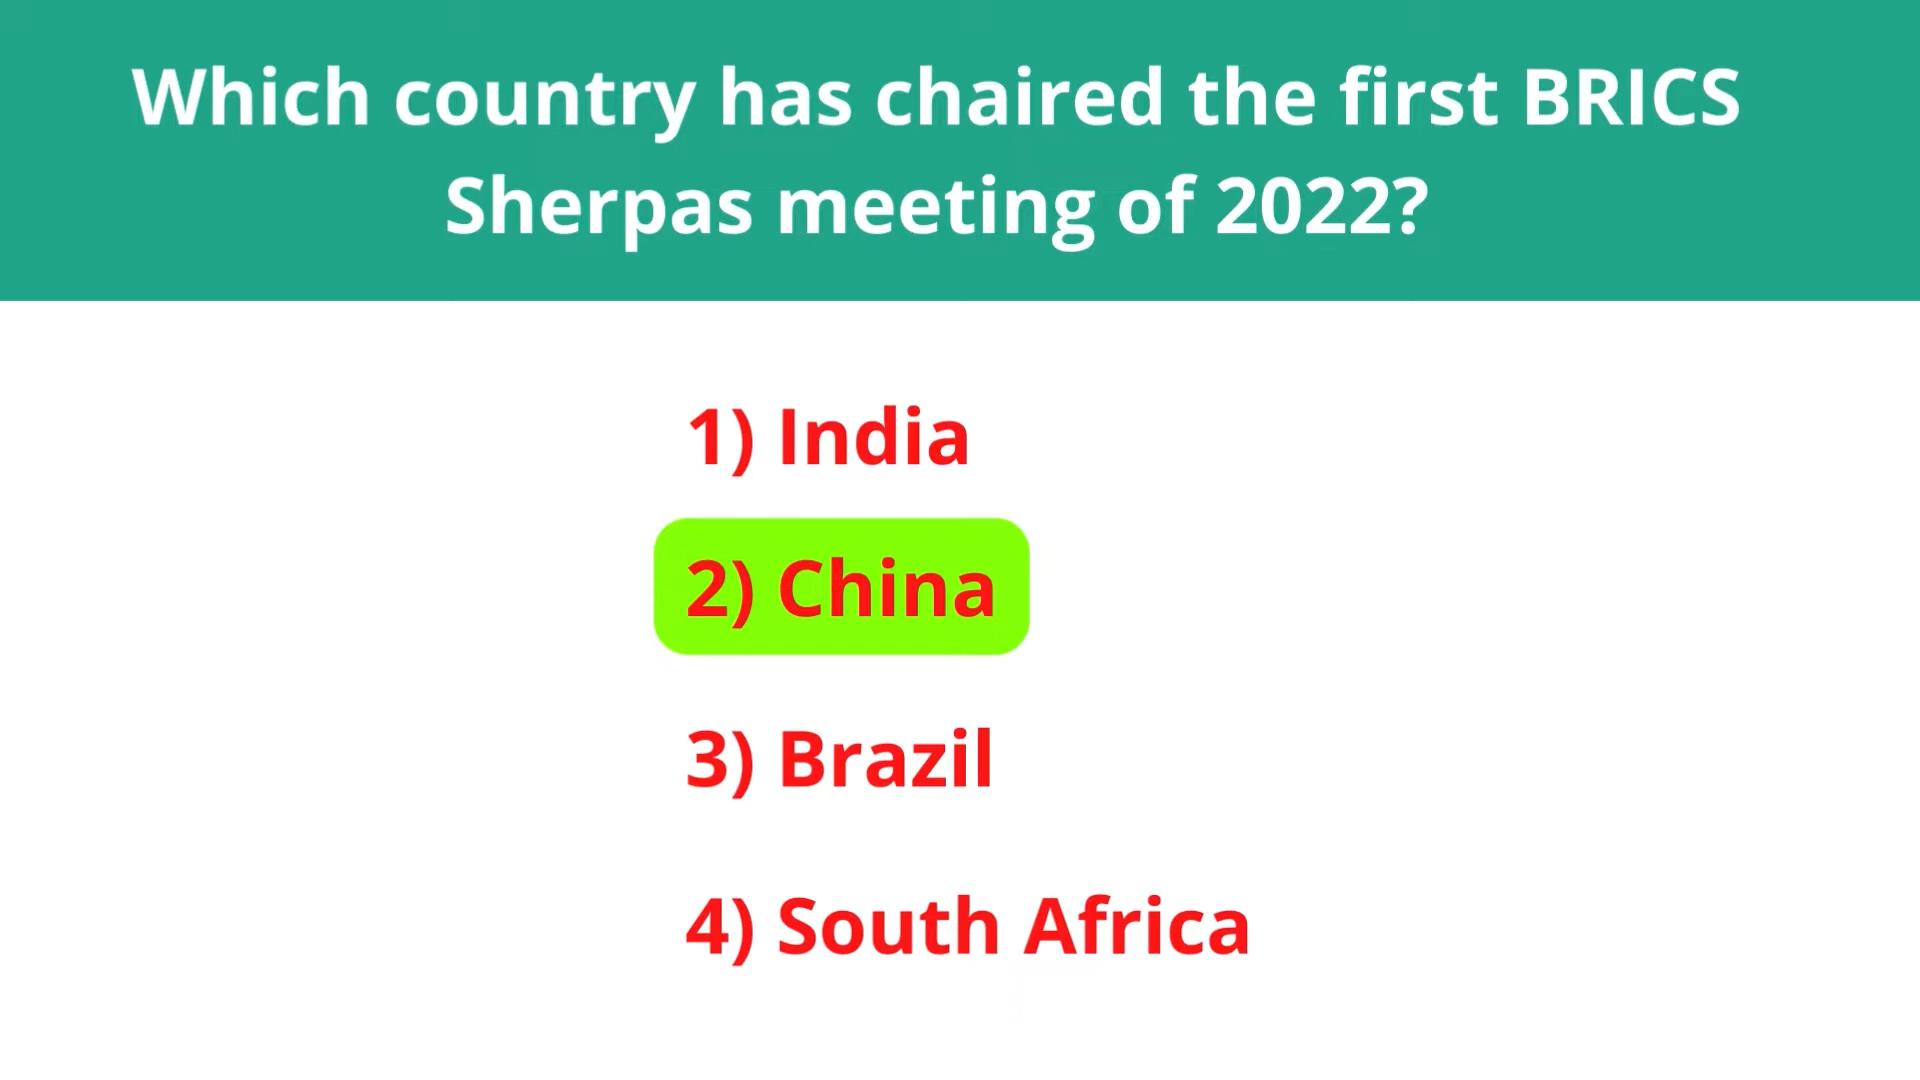 Which country has chaired the first BRICS
Sherpas meeting of 2022?
1) India
2) China
3) Brazil
4) South Africa